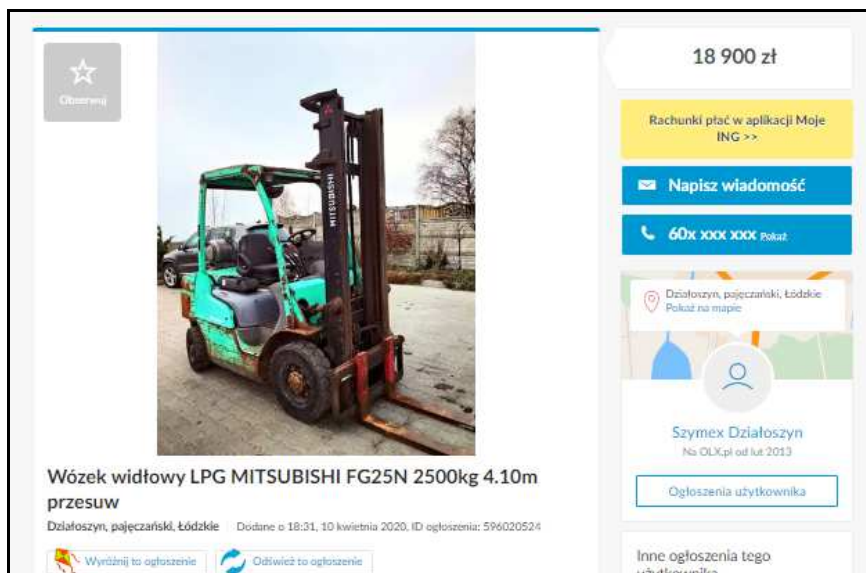 Obserwuj
MITSUBISHI
Wózek widłowy LPG MITSUBISHI FG25N 2500kg 4.10m
przesuw
Działoszyn, pajęczański, Łódzkie Dodane o 18:31, 10 kwietnia 2020, ID ogłoszenia: 596020524
Wyróżnij to ogłoszenie Odśwież to ogłoszenie
18 900 zł
Rachunki płać w aplikacji Moje
ING >>
Napisz wiadomość
60x xxx xxx Pokaż
Działoszyn, pajęczański, Łódzkie
Pokaż na mapie
Szymex Działoszyn
Na OLX.pl od lut 2013
Ogłoszenia użytkownika
Inne ogłoszenia tego
użytkownika